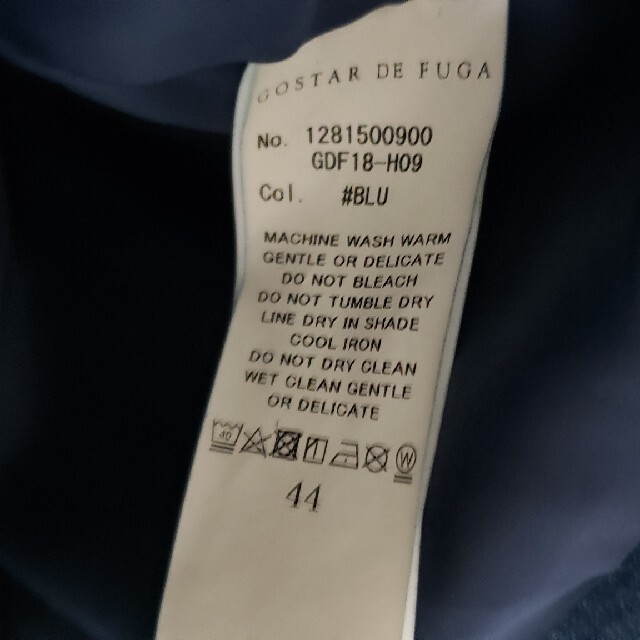 GOSTAR DE FUGA
No. 1281500900
GDF18-H09
Col. #BLU
MACHINE WASH WARM
GENTLE OR DELICATE
DO NOT BLEACH
DO NOT TUMBLE DRY
LINE DRY IN SHADE
COOL IRON
DO NOT DRY CLEAN
WET CLEAN GENTLE
OR DELICATE
40 W
44